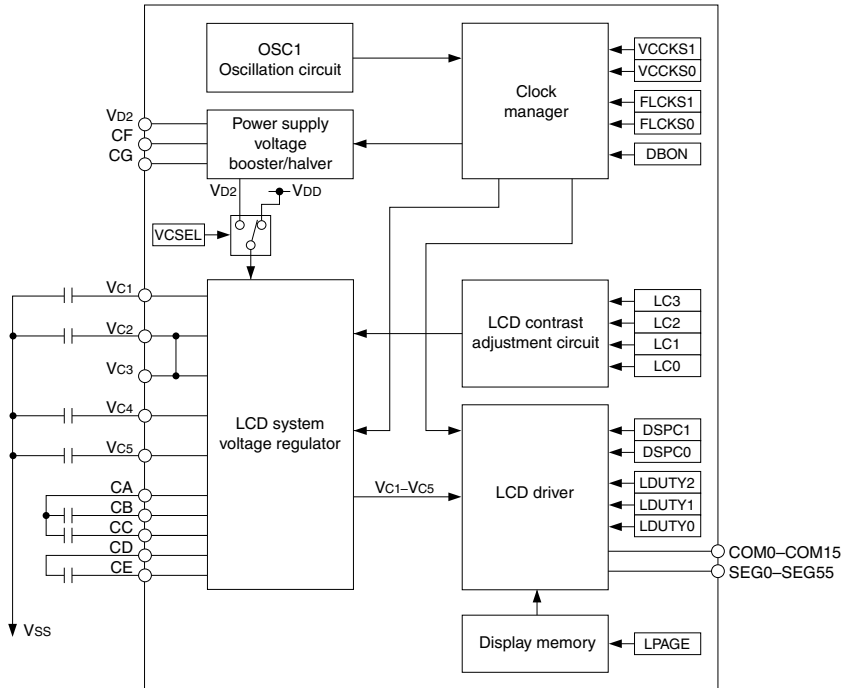 OSC1
Oscillation circuit
Clock
manager
VCCKS1
VCCKS0
FLCKS1
FLCKS0
DBON
VD2
CF
CG
Power supply
voltage
booster/halver
VD2
VDD
VCSEL
VC1
VC2
VC3
VC4
VC5
CA
CB
CC
CD
CE
VSS
LCD system
voltage regulator
LCD contrast
adjustment circuit
LC3
LC2
LC1
LC0
VC1–VC5
LCD driver
DSPC1
DSPC0
LDUTY2
LDUTY1
LDUTY0
COM0–COM15
SEG0–SEG55
Display memory
LPAGE